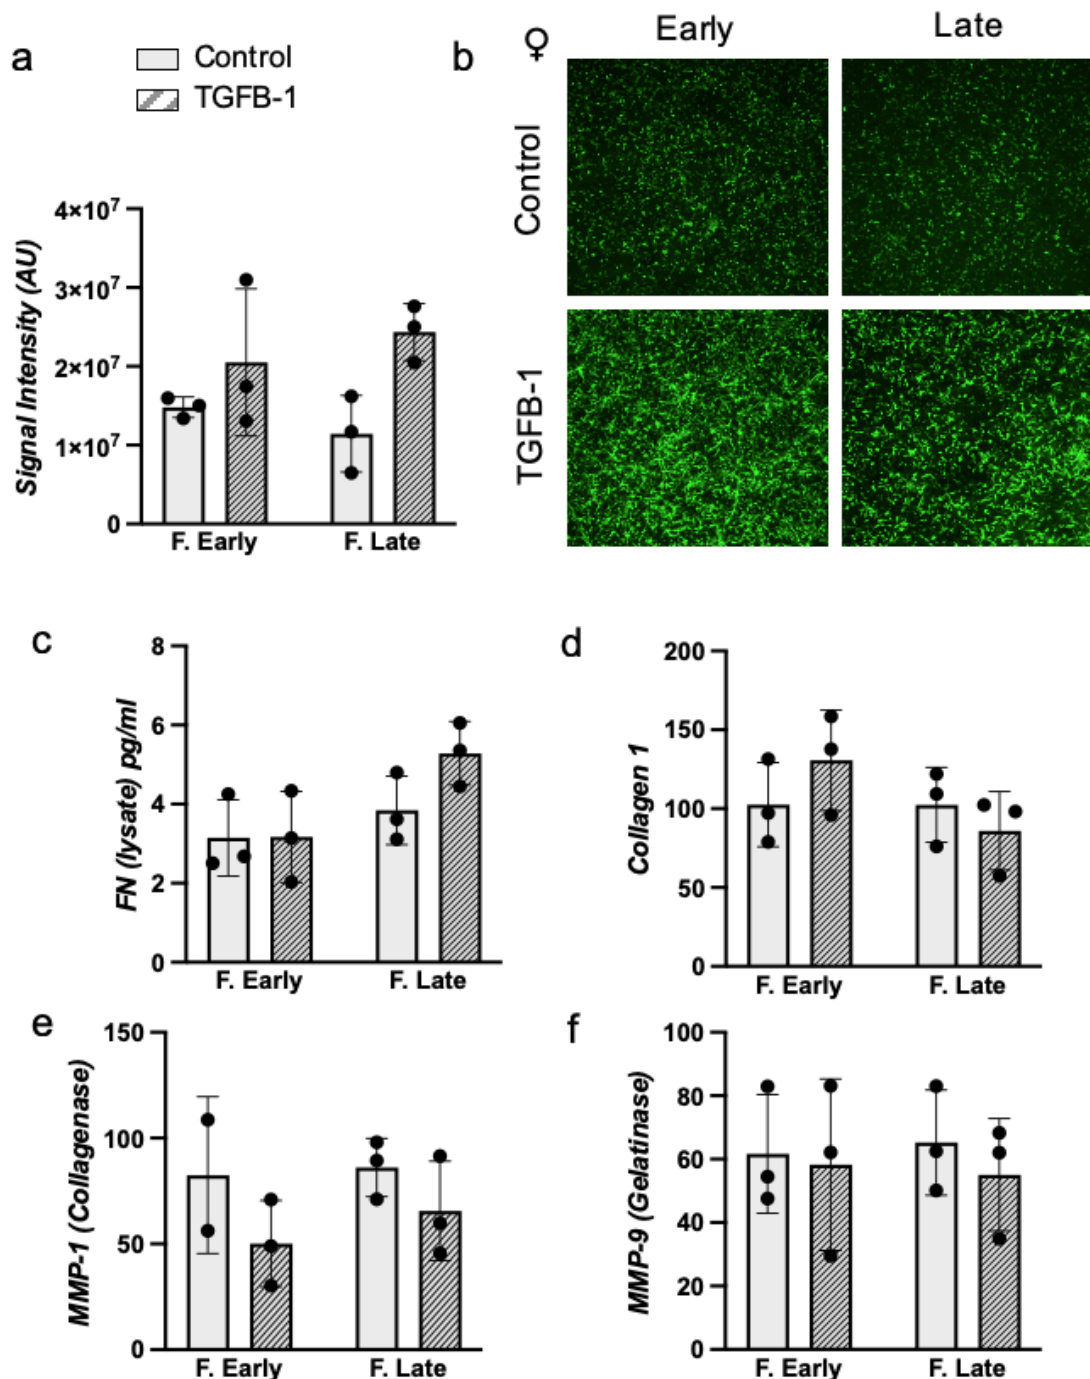 a
Control
TGFB-1
Signal Intensity (AU)
4×10⁷
3×10⁷
2×10⁷
1×10⁷
0
F. Early
F. Late
b
♀
Early
Late
Control
TGFB-1
c
FN (lysate) pg/ml
8
6
4
2
0
F. Early
F. Late
d
Collagen 1
200
150
100
50
0
F. Early
F. Late
e
MMP-1 (Collagenase)
150
100
50
0
F. Early
F. Late
f
MMP-9 (Gelatinase)
100
80
60
40
20
0
F. Early
F. Late